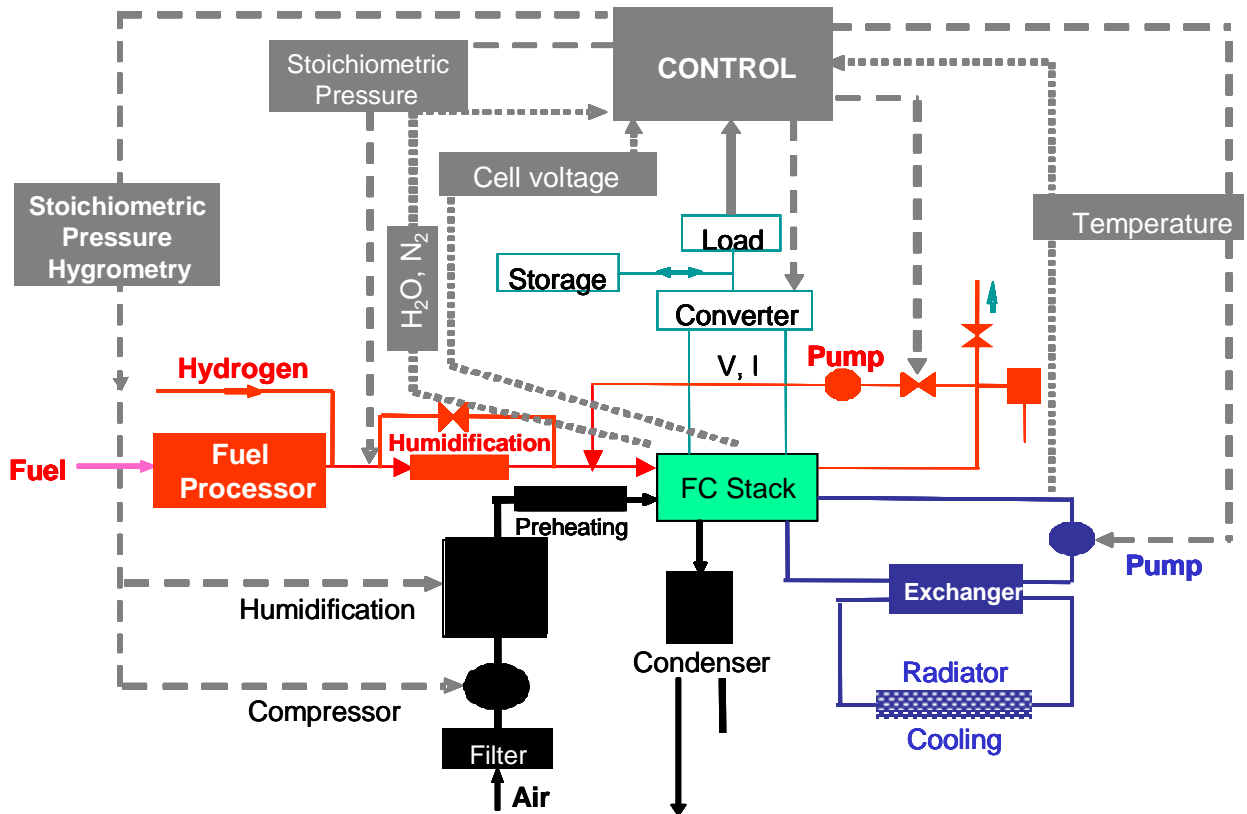 CONTROL
Stoichiometric
Pressure
Cell voltage
Stoichiometric
Pressure
Hygrometry
Temperature
H₂O, N₂
Load
Storage
Converter
V, I
Pump
Hydrogen
Humidification
Fuel
Fuel
Processor
FC Stack
Preheating
Pump
Exchanger
Humidification
Condenser
Radiator
Compressor
Cooling
Filter
Air